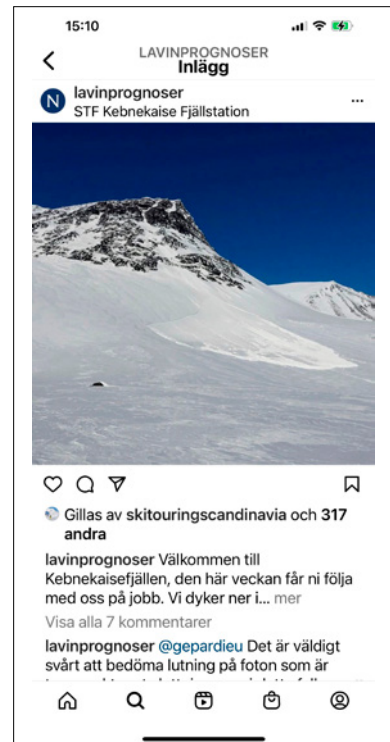 15:10
LAVINPROGNOSER
Inlägg
N lavinprognoser
STF Kebnekaise Fjällstation
Gillas av skitouringscandinavia och 317
andra
lavinprognoser Välkommen till
Kebnekaisefjällen, den här veckan får ni följa
med oss på jobb. Vi dyker ner i... mer
Visa alla 7 kommentarer
lavinprognoser @gepardieu Det är väldigt
svårt att bedöma lutning på foton som är